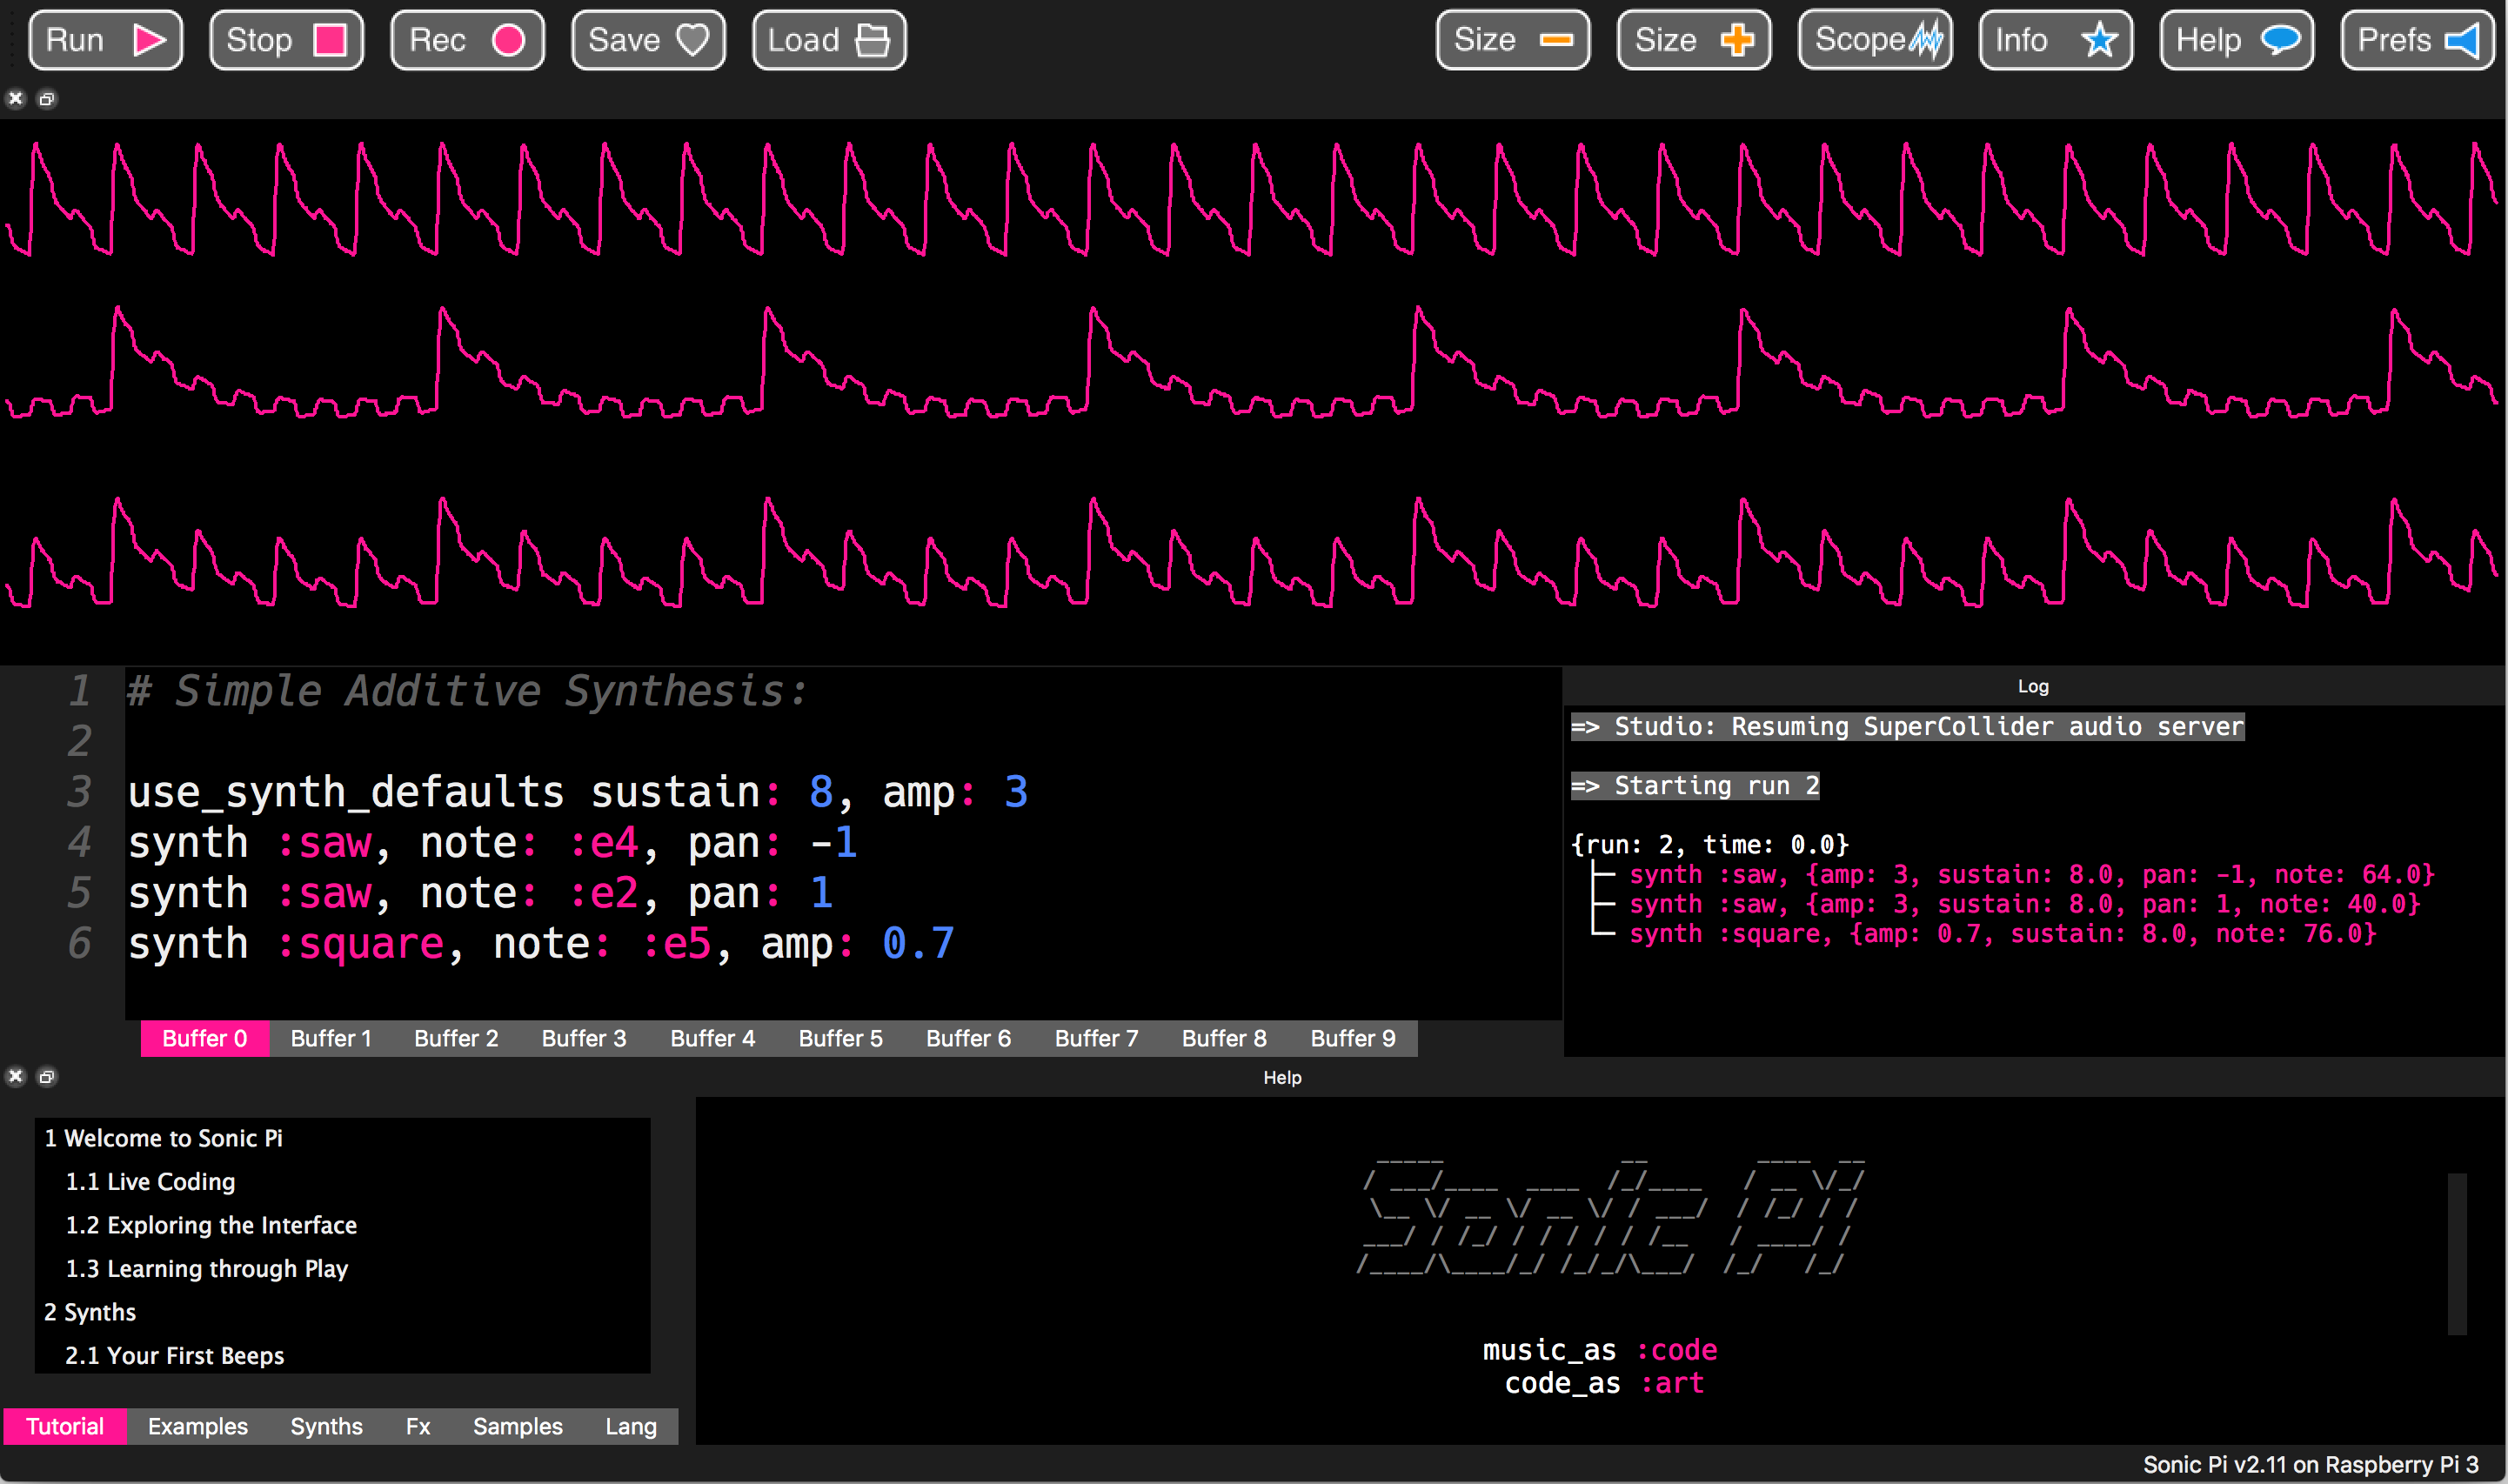 Run Stop Rec Save Load Size Size Scope Info Help Prefs
1 # Simple Additive Synthesis:
2
3 use_synth_defaults sustain: 8, amp: 3
4 synth :saw, note: :e4, pan: -1
5 synth :saw, note: :e2, pan: 1
6 synth :square, note: :e5, amp: 0.7
Buffer 0 Buffer 1 Buffer 2 Buffer 3 Buffer 4 Buffer 5 Buffer 6 Buffer 7 Buffer 8 Buffer 9
Log
=> Studio: Resuming SuperCollider audio server
=> Starting run 2
{run: 2, time: 0.0}
├─ synth :saw, {amp: 3, sustain: 8.0, pan: -1, note: 64.0}
├─ synth :saw, {amp: 3, sustain: 8.0, pan: 1, note: 40.0}
└─ synth :square, {amp: 0.7, sustain: 8.0, note: 76.0}
Help
1 Welcome to Sonic Pi
1.1 Live Coding
1.2 Exploring the Interface
1.3 Learning through Play
2 Synths
2.1 Your First Beeps
Tutorial Examples Synths Fx Samples Lang
Sonic Pi
music_as :code
code_as :art
Sonic Pi v2.11 on Raspberry Pi 3